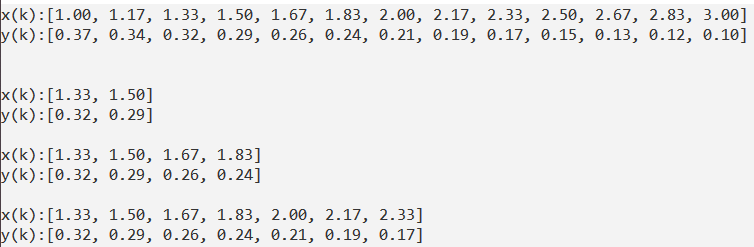 x(k):[1.00, 1.17, 1.33, 1.50, 1.67, 1.83, 2.00, 2.17, 2.33, 2.50, 2.67, 2.83, 3.00]
y(k):[0.37, 0.34, 0.32, 0.29, 0.26, 0.24, 0.21, 0.19, 0.17, 0.15, 0.13, 0.12, 0.10]
x(k):[1.33, 1.50]
y(k):[0.32, 0.29]
x(k):[1.33, 1.50, 1.67, 1.83]
y(k):[0.32, 0.29, 0.26, 0.24]
x(k):[1.33, 1.50, 1.67, 1.83, 2.00, 2.17, 2.33]
y(k):[0.32, 0.29, 0.26, 0.24, 0.21, 0.19, 0.17]